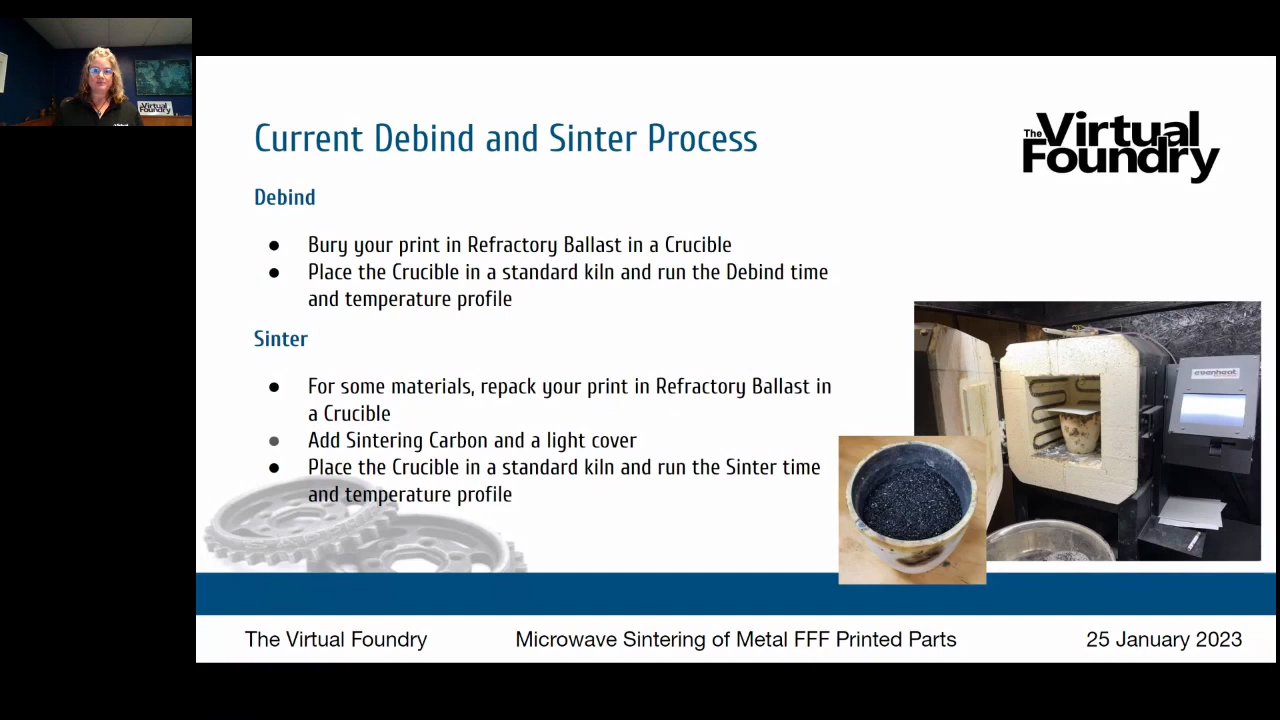 Virtual
Foundry
Current Debind and Sinter Process
The Virtual
Foundry
Debind
● Bury your print in Refractory Ballast in a Crucible
● Place the Crucible in a standard kiln and run the Debind time
and temperature profile
Sinter
● For some materials, repack your print in Refractory Ballast in
a Crucible
● Add Sintering Carbon and a light cover
● Place the Crucible in a standard kiln and run the Sinter time
and temperature profile
evenheat
The Virtual Foundry
Microwave Sintering of Metal FFF Printed Parts
25 January 2023